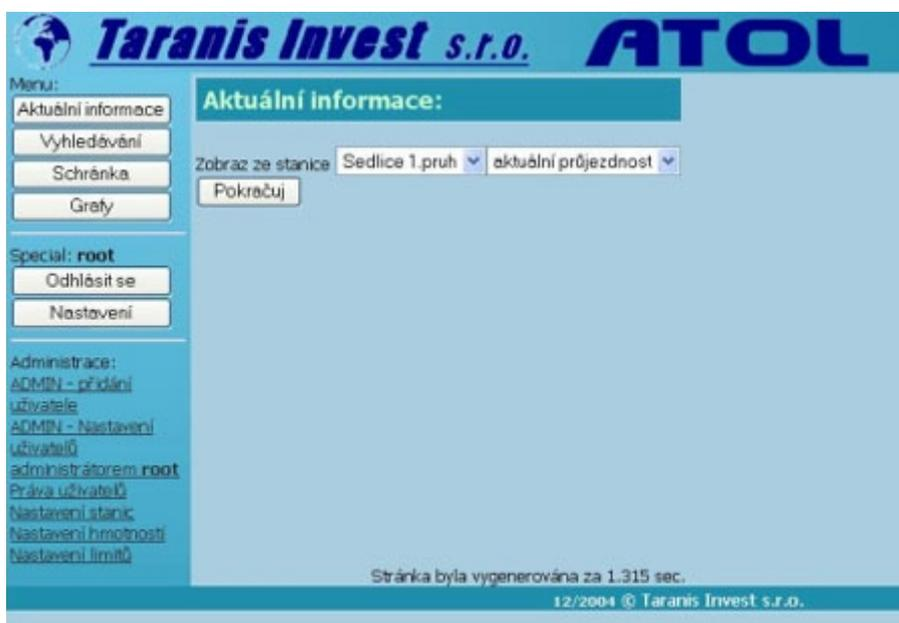 Taranis Invest s.r.o. ATOL
Menu:
Aktuální informace
Vyhledávání
Schránka
Grafy
Special: root
Odhlásit se
Nastavení
Administrace:
ADMIN - přidání
uživatele
ADMIN - Nastavení
uživatelů
administrátorem root
Práva uživatelů
Nastavení stanic
Nastavení hmotností
Nastavení limitů
Aktuální informace:
Zobraz ze stanice Sedlice 1.pruh aktuální průjezdnost
Pokračuj
Stránka byla vygenerována za 1.315 sec.
12/2004 © Taranis Invest s.r.o.